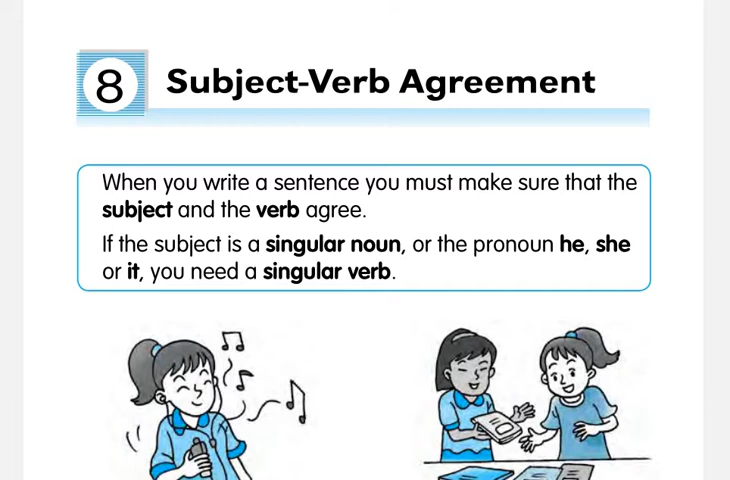 8
Subject-Verb Agreement
When you write a sentence you must make sure that the
subject and the verb agree.
If the subject is a singular noun, or the pronoun he, she
or it, you need a singular verb.